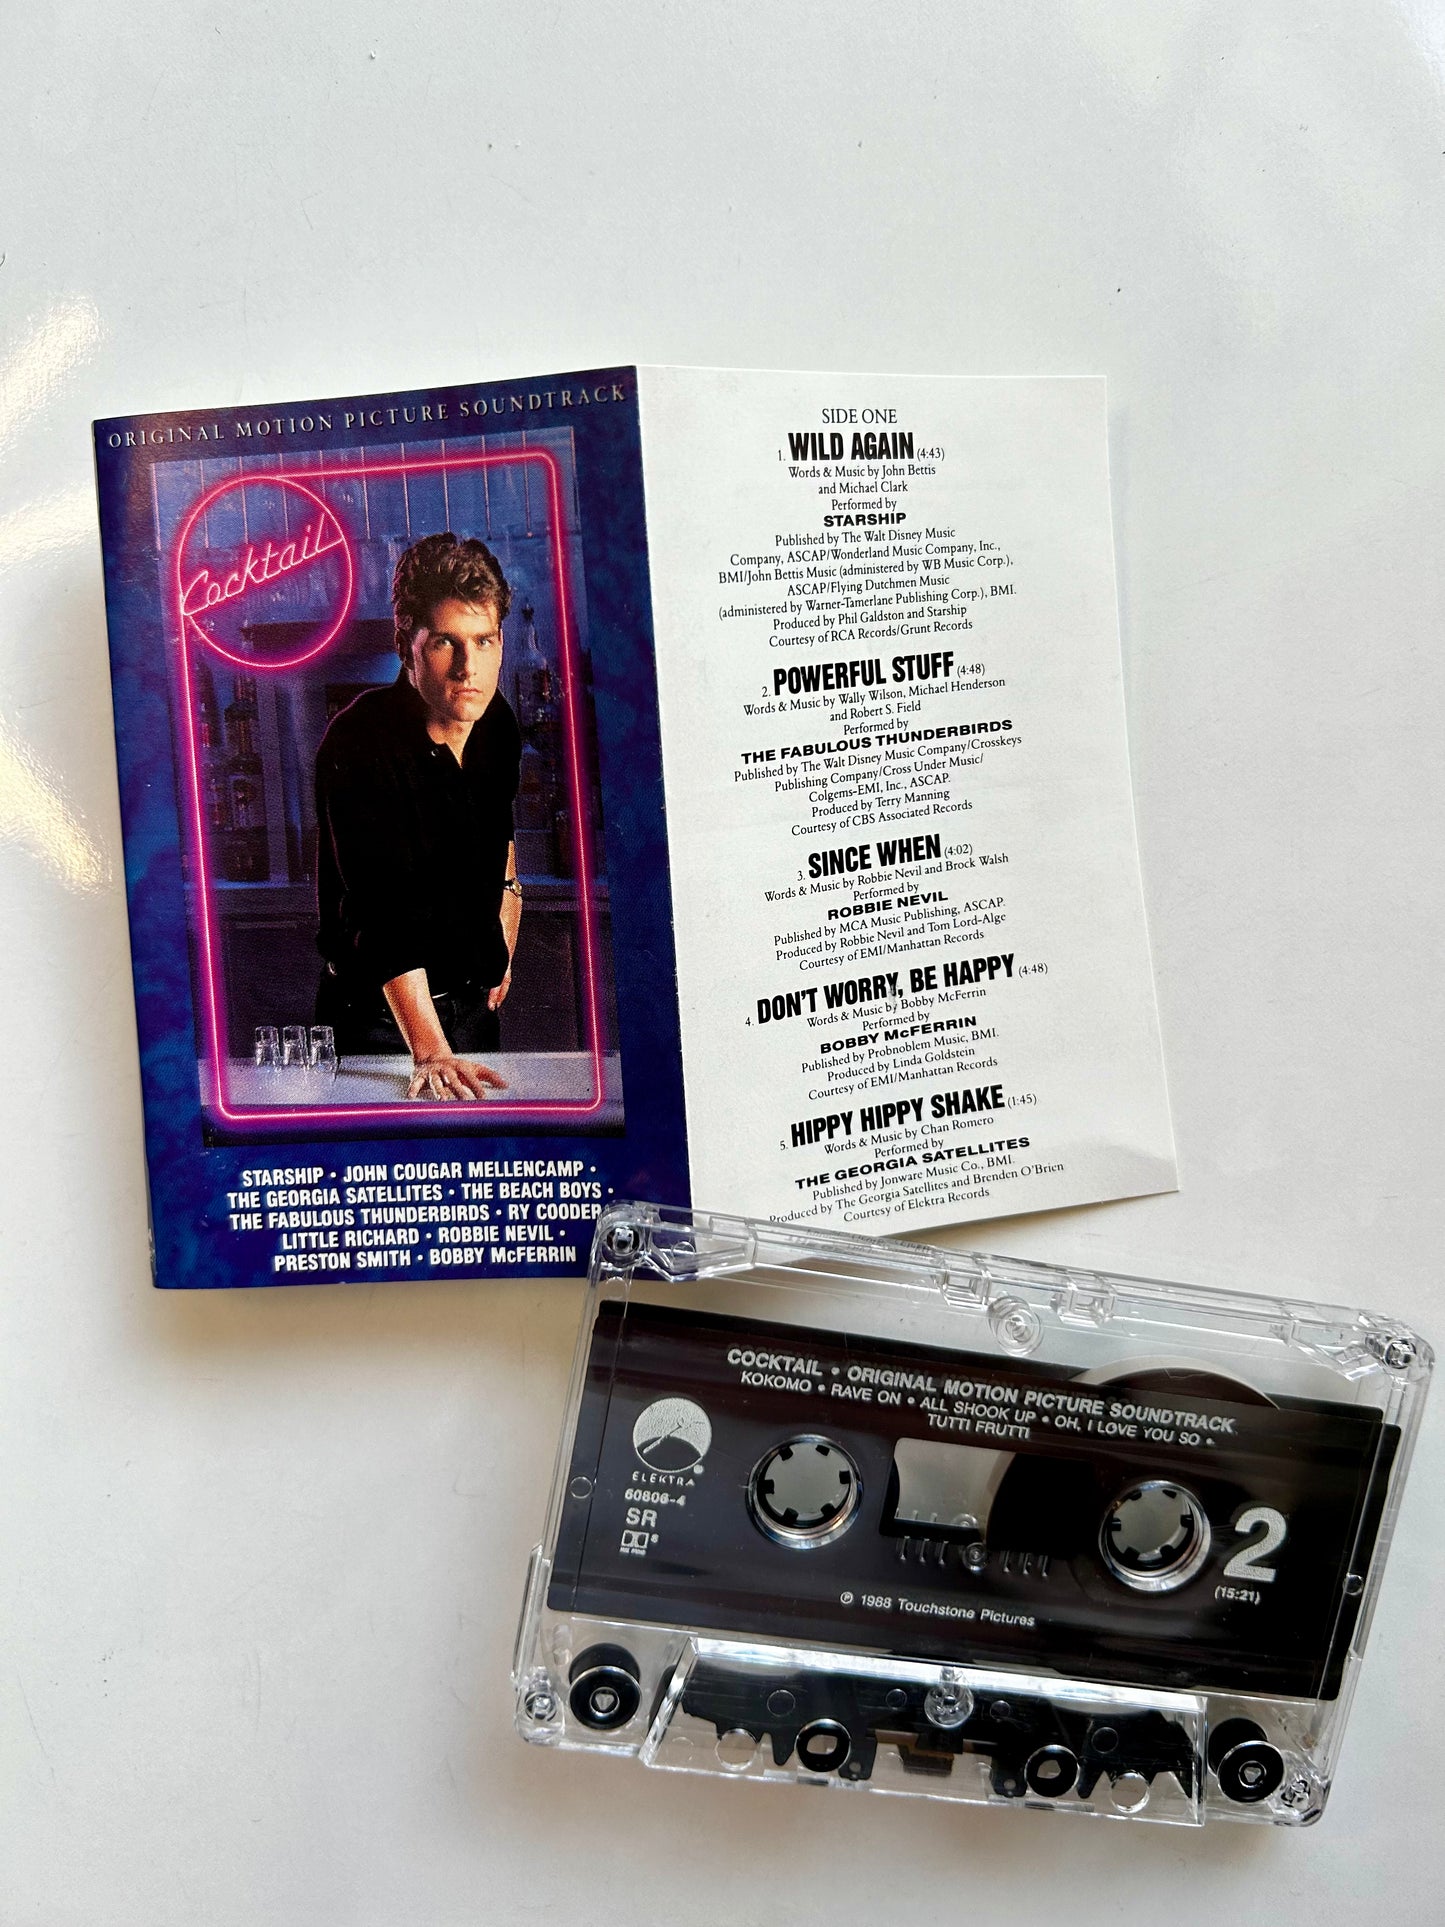 ORIGINAL MOTION PICTURE SOUNDTRACK
Cocktail
STARSHIP • JOHN COUGAR MELLENCAMP •
THE GEORGIA SATELLITES • THE BEACH BOYS •
THE FABULOUS THUNDERBIRDS • RY COODER
LITTLE RICHARD • ROBBIE NEVIL •
PRESTON SMITH • BOBBY McFERRIN
SIDE ONE
1. WILD AGAIN (4:43)
Words & Music by John Bettis
and Michael Clark
Performed by
STARSHIP
Published by The Walt Disney Music
Company, ASCAP/Wonderland Music Company, Inc.,
BMI/John Bettis Music (administered by WB Music Corp.),
ASCAP/Flying Dutchmen Music
(administered by Warner-Tamerlane Publishing Corp.), BMI.
Produced by Phil Galdston and Starship
Courtesy of RCA Records/Grunt Records
2. POWERFUL STUFF (4:48)
Words & Music by Wally Wilson, Michael Henderson
and Robert S. Field
Performed by
THE FABULOUS THUNDERBIRDS
Published by The Walt Disney Music Company/Crosskeys
Publishing Company/Cross Under Music/
Colgems-EMI, Inc., ASCAP.
Produced by Terry Manning
Courtesy of CBS Associated Records
3. SINCE WHEN (4:02)
Words & Music by Robbie Nevil and Brock Walsh
Performed by
ROBBIE NEVIL
Published by MCA Music Publishing, ASCAP.
Produced by Robbie Nevil and Tom Lord-Alge
Courtesy of EMI/Manhattan Records
4. DON'T WORRY, BE HAPPY (4:48)
Words & Music by Bobby McFerrin
Performed by
BOBBY McFERRIN
Published by Probnoblem Music, BMI.
Produced by Linda Goldstein
Courtesy of EMI/Manhattan Records
5. HIPPY HIPPY SHAKE (1:45)
Words & Music by Chan Romero
Performed by
THE GEORGIA SATELLITES
Published by Jonware Music Co., BMI.
Produced by The Georgia Satellites and Brenden O'Brien
Courtesy of Elektra Records
COCKTAIL • ORIGINAL MOTION PICTURE SOUNDTRACK
KOKOMO • RAVE ON • ALL SHOOK UP • OH, I LOVE YOU SO •
TUTTI FRUTTI
ELEKTRA ®
60806-4
SR
B
2
(15:21)
℗ 1988 Touchstone Pictures